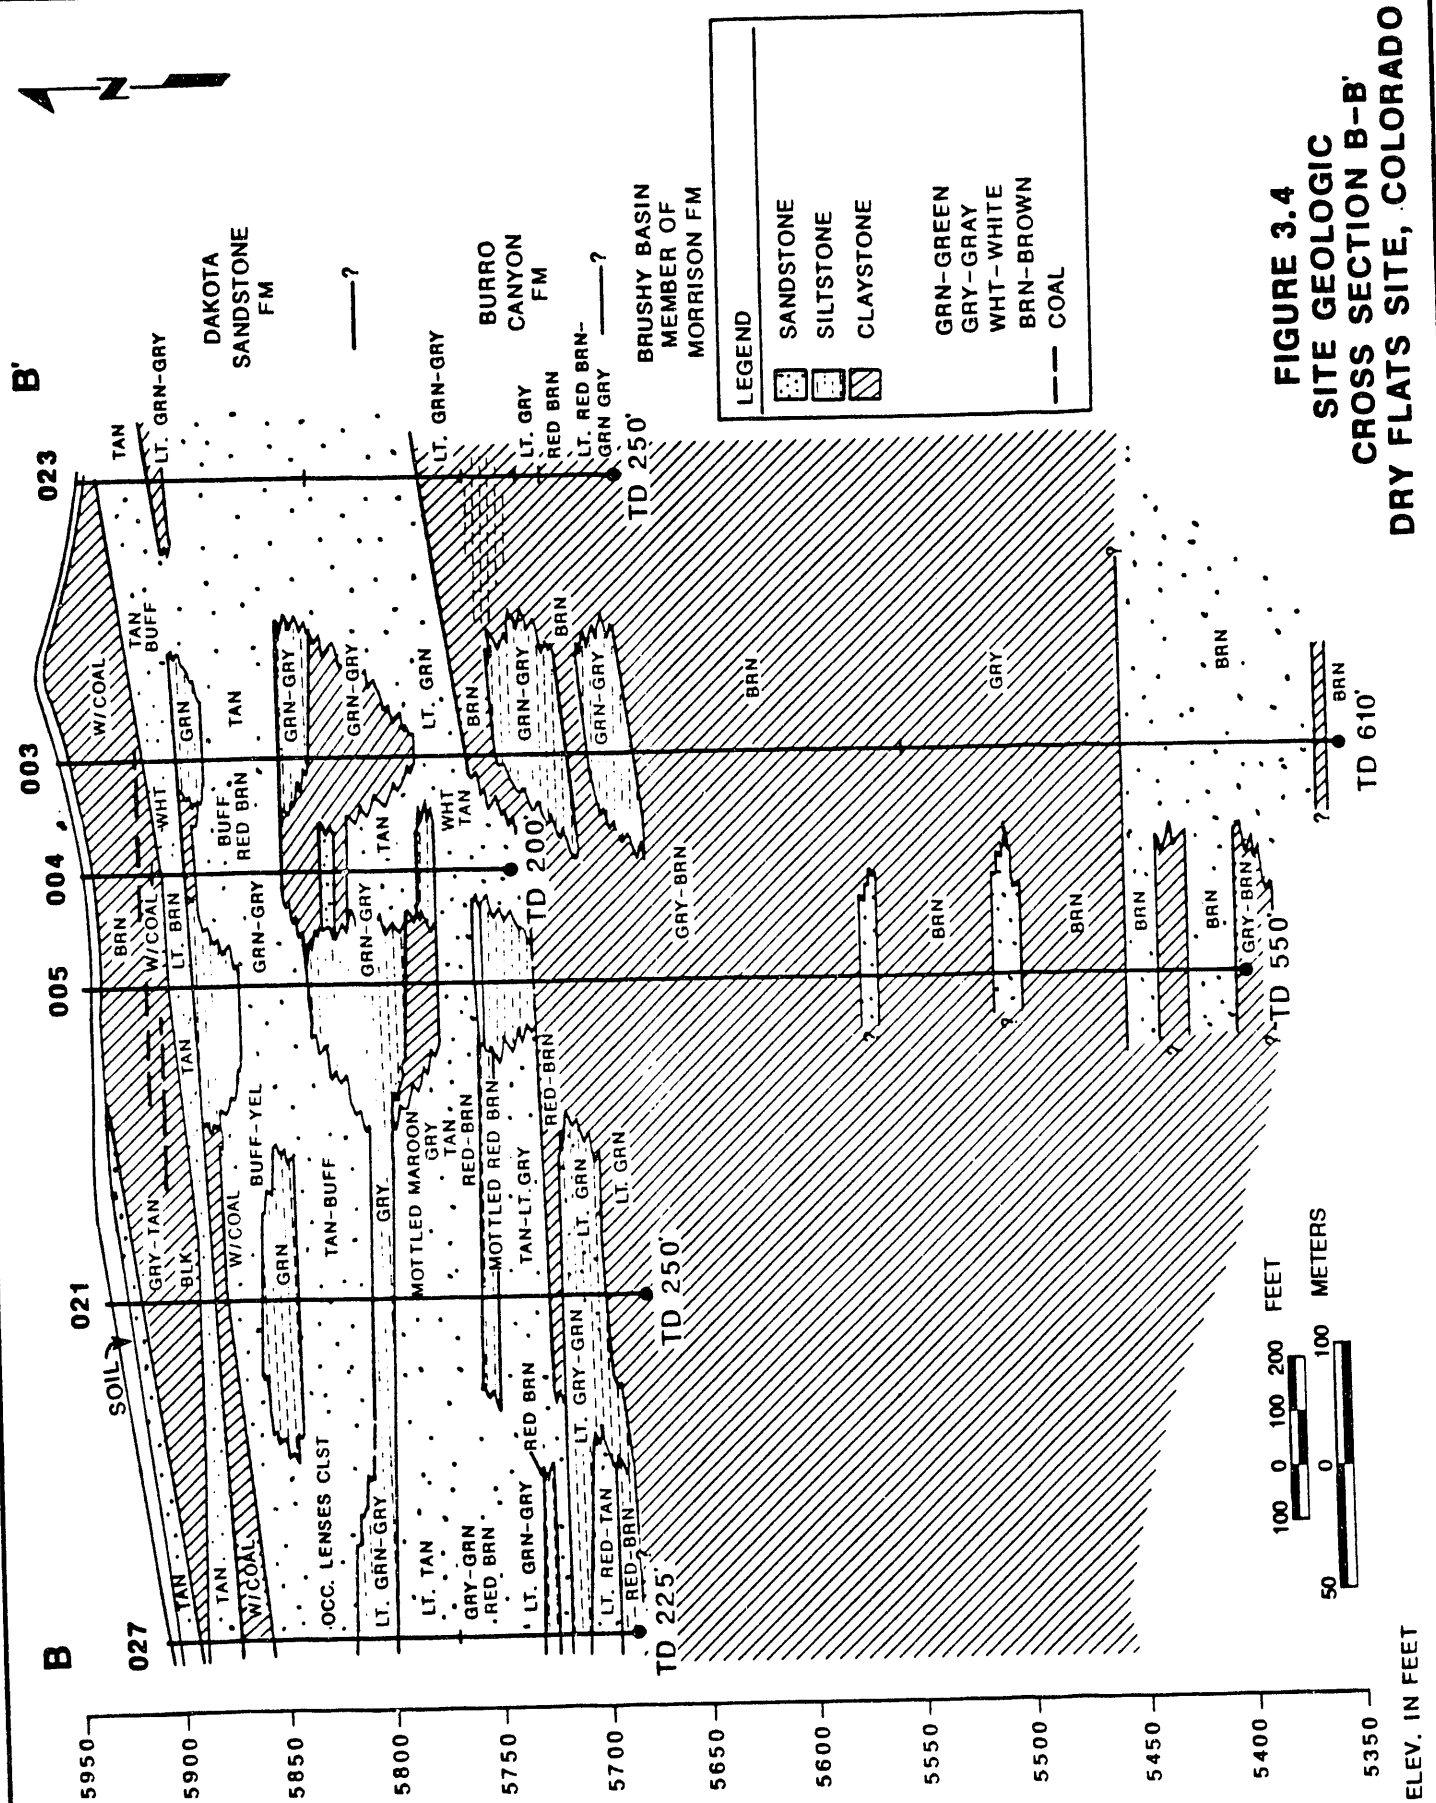 B
B'
027
021
005
004
003
023
SOIL
TAN
TAN
W/COAL
OCC. LENSES CLST
LT. GRN-GRY
LT. TAN
GRY-GRN
RED BRN
LT. GRN-GRY
RED BRN
LT. RED-TAN
RED-BRN
TD 225'
GRY-TAN
BLK
W/COAL
BUFF-YEL
GRN
TAN-BUFF
GRY
MOTTLED MAROON
GRY
TAN
RED-BRN
MOTTLED RED BRN
TAN-LT.GRY
RED-BRN
LT. GRN
LT. GRY-GRN
LT GRN
TD 250'
BRN
W/COAL
LT. BRN
TAN
GRN-GRY
GRN-GRY
WHT
BUFF
RED BRN
TAN
WHT
TAN
TD 200'
W/COAL
TAN
BUFF
GRN
TAN
GRN-GRY
GRN-GRY
LT. GRN
BRN
GRN-GRY
BRN
GRN-GRY
GRY-BRN
BRN
BRN
GRY
BRN
BRN
BRN
BRN
GRY-BRN
BRN
?
?
?
?
?
?
TD 550'
TD 610'
TAN
LT. GRN-GRY
LT. GRN-GRY
LT. GRY
RED BRN
LT. RED BRN-
GRN GRY
TD 250'
DAKOTA
SANDSTONE
FM
?
BURRO
CANYON
FM
?
BRUSHY BASIN
MEMBER OF
MORRISON FM
N
LEGEND
SANDSTONE
SILTSTONE
CLAYSTONE
GRN-GREEN
GRY-GRAY
WHT-WHITE
BRN-BROWN
COAL
5950
5900
5850
5800
5750
5700
5650
5600
5550
5500
5450
5400
5350
ELEV. IN FEET
100 0 100 200 FEET
50 0 100 METERS
FIGURE 3.4
SITE GEOLOGIC
CROSS SECTION B-B'
DRY FLATS SITE, COLORADO